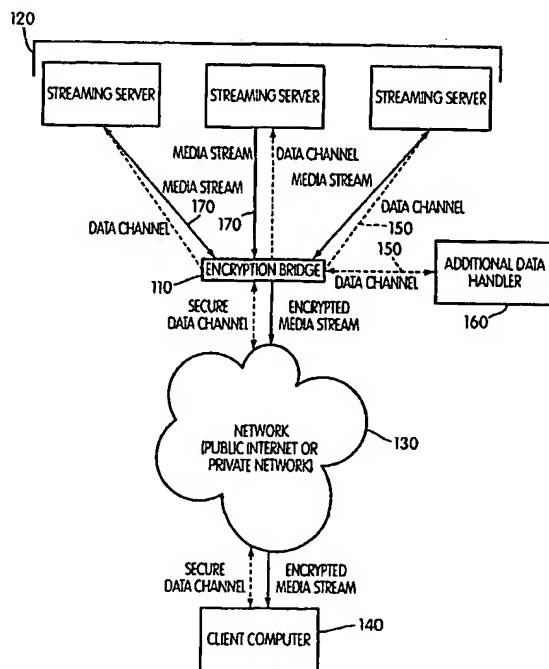 120
STREAMING SERVER
STREAMING SERVER
STREAMING SERVER
MEDIA STREAM
DATA CHANNEL
MEDIA STREAM
MEDIA STREAM
170
170
DATA CHANNEL
DATA CHANNEL
150
150
110
ENCRYPTION BRIDGE
DATA CHANNEL
ADDITIONAL DATA
HANDLER
160
SECURE
DATA CHANNEL
ENCRYPTED
MEDIA STREAM
NETWORK
(PUBLIC INTERNET OR
PRIVATE NETWORK)
130
SECURE
DATA CHANNEL
ENCRYPTED
MEDIA STREAM
CLIENT COMPUTER
140